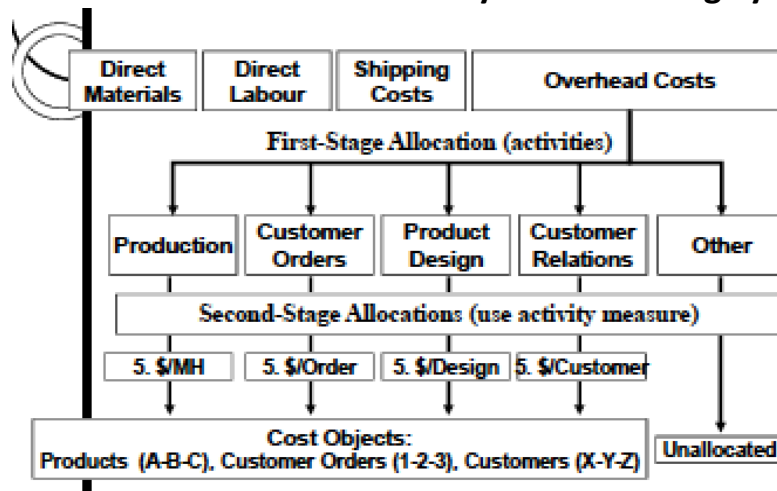 Direct Materials
Direct Labour
Shipping Costs
Overhead Costs
First-Stage Allocation (activities)
Production
Customer Orders
Product Design
Customer Relations
Other
Second-Stage Allocations (use activity measure)
5. $/MH
5. $/Order
5. $/Design
5. $/Customer
Cost Objects:
Products (A-B-C), Customer Orders (1-2-3), Customers (X-Y-Z)
Unallocated